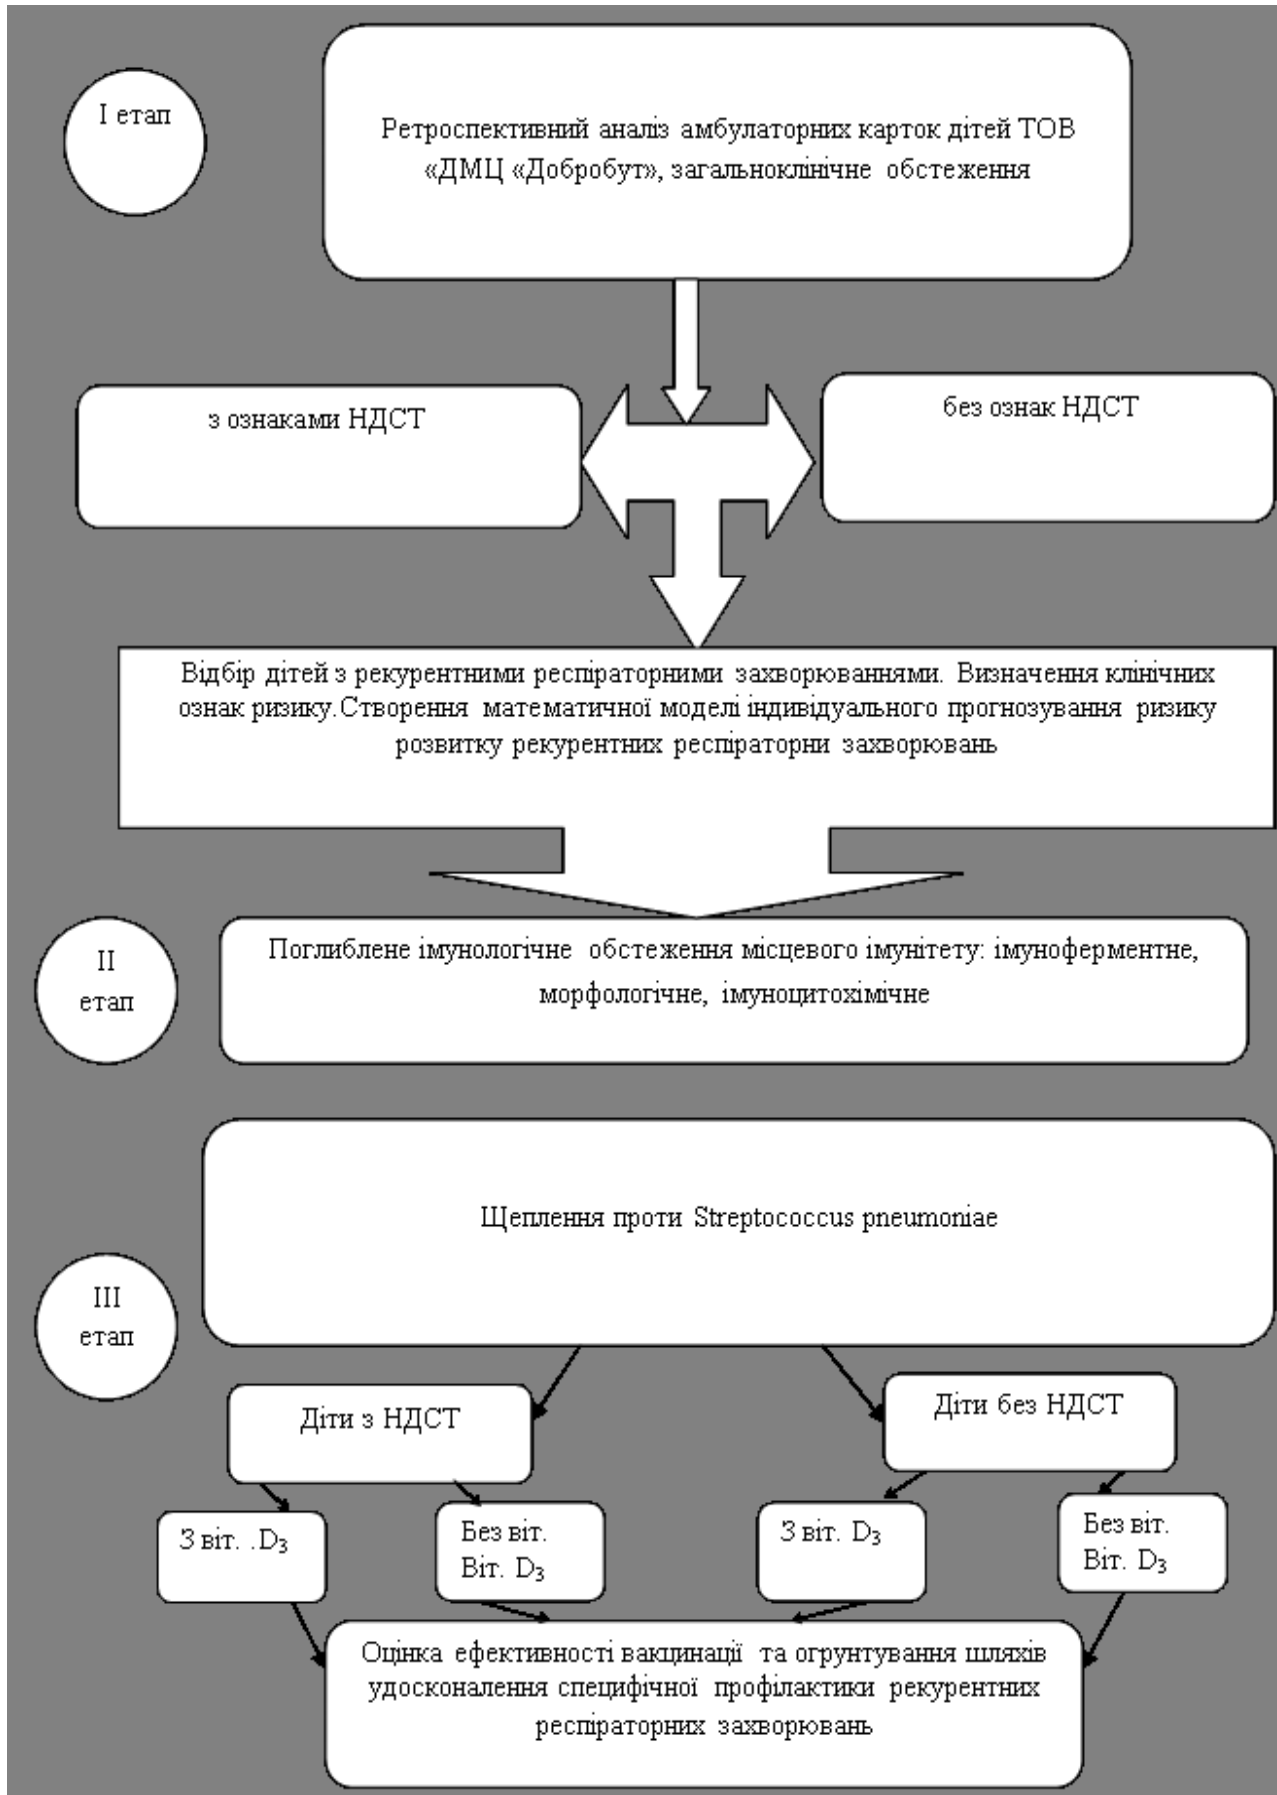 І етап
Ретроспективний аналіз амбулаторних карток дітей ТОВ
«ДМЦ «Добробут», загальноклінічне обстеження
з ознаками НДСТ
без ознак НДСТ
Відбір дітей з рекурентними респіраторними захворюваннями. Визначення клінічних
ознак ризику.Створення математичної моделі індивідуального прогнозування ризику
розвитку рекурентних респіраторни захворювань
ІІ
етап
Поглиблене імунологічне обстеження місцевого імунітету: імуноферментне,
морфологічне, імуноцитохімічне
Щеплення проти Streptococcus pneumoniae
ІІІ
етап
Діти з НДСТ
Діти без НДСТ
З віт. .D₃
Без віт.
Віт. D₃
З віт. D₃
Без віт.
Віт. D₃
Оцінка ефективності вакцинації та огрунтування шляхів
удосконалення специфічної профілактики рекурентних
респіраторних захворювань